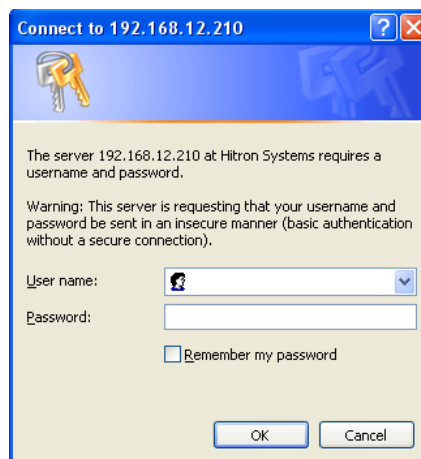 Connect to 192.168.12.210
The server 192.168.12.210 at Hitron Systems requires a
username and password.
Warning: This server is requesting that your username and
password be sent in an insecure manner (basic authentication
without a secure connection).
User name:
Password:
Remember my password
OK
Cancel